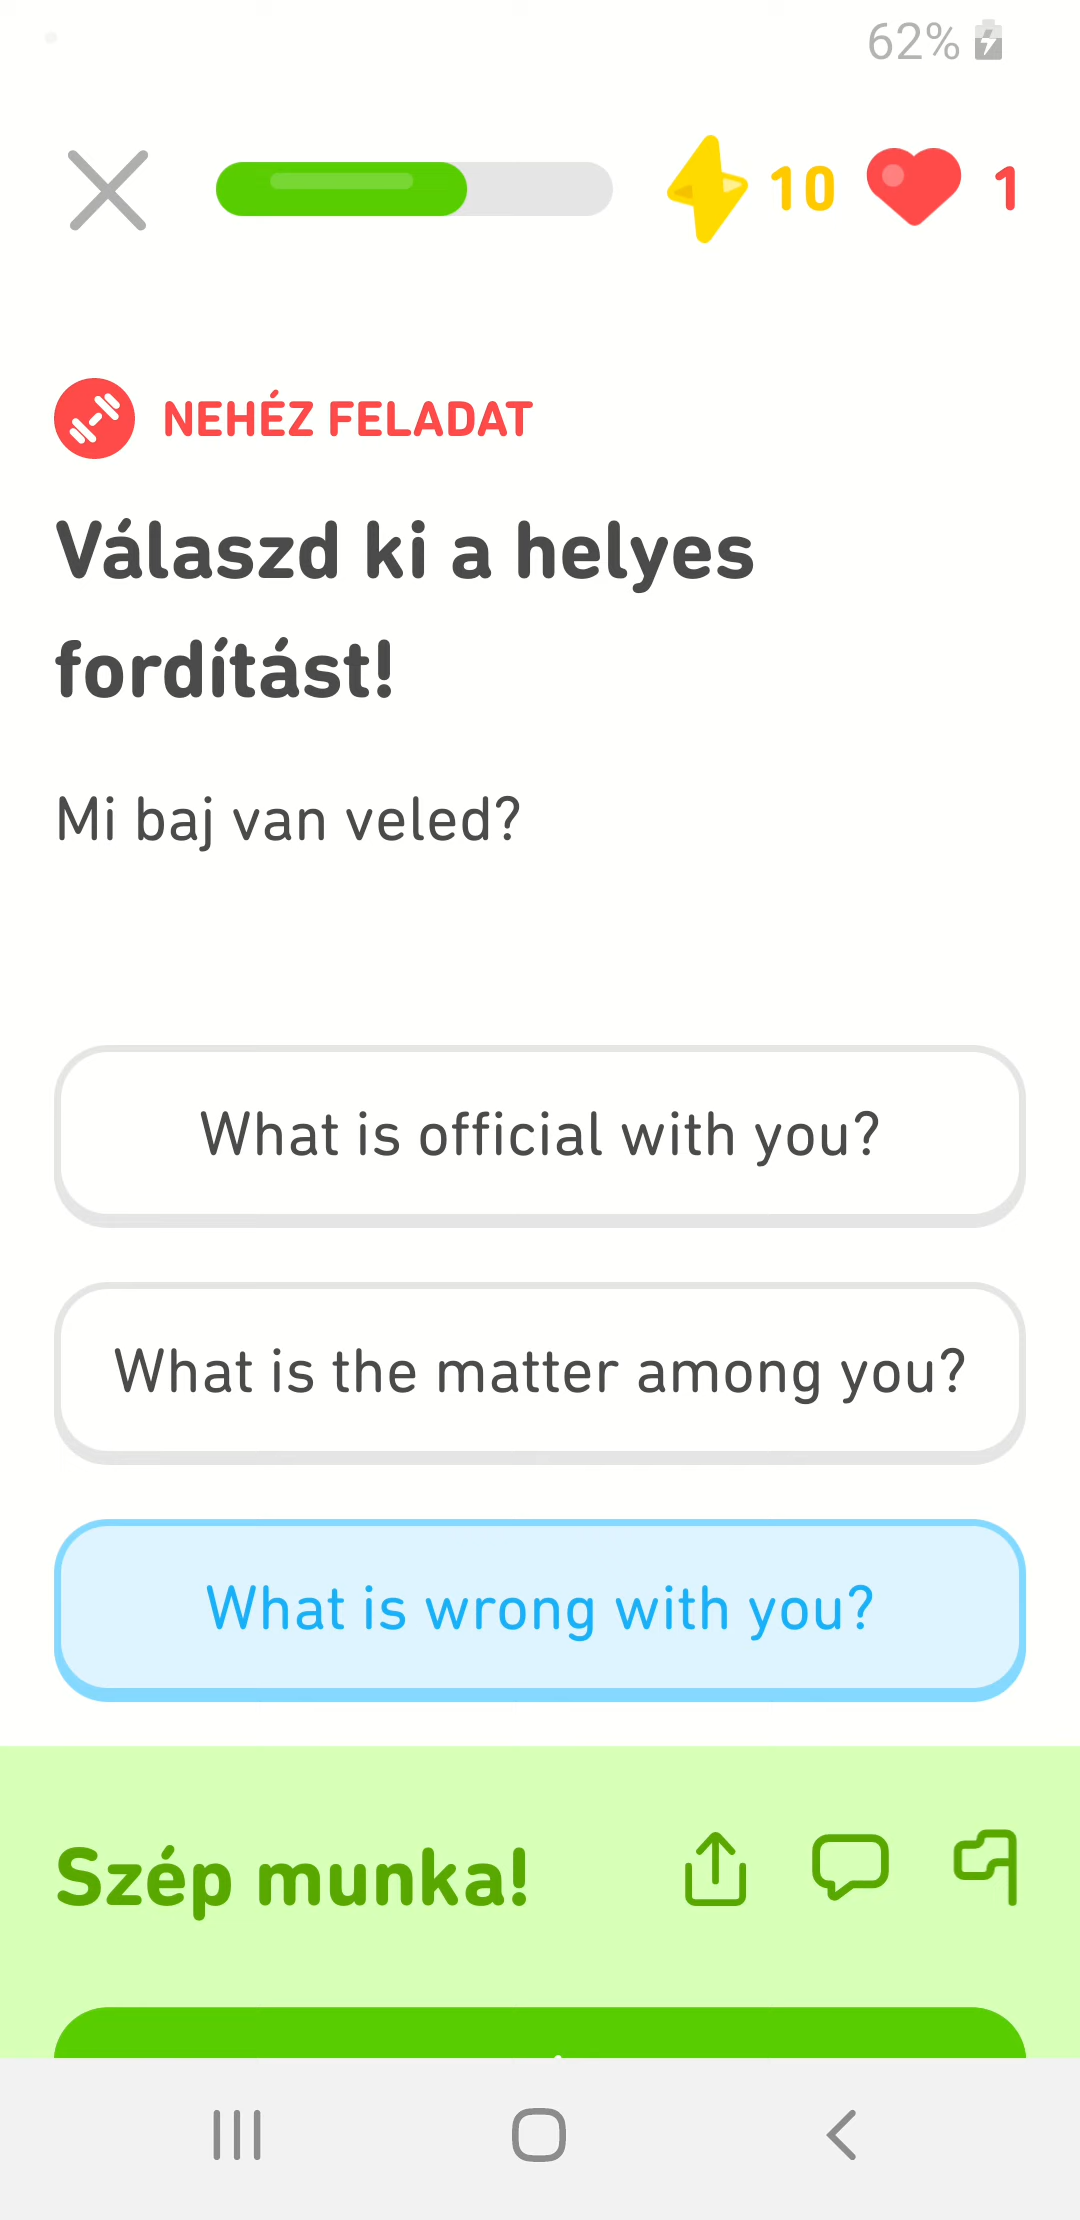 62%
10
1
NEHÉZ FELADAT
Válaszd ki a helyes
fordítást!
Mi baj van veled?
What is official with you?
What is the matter among you?
What is wrong with you?
Szép munka!